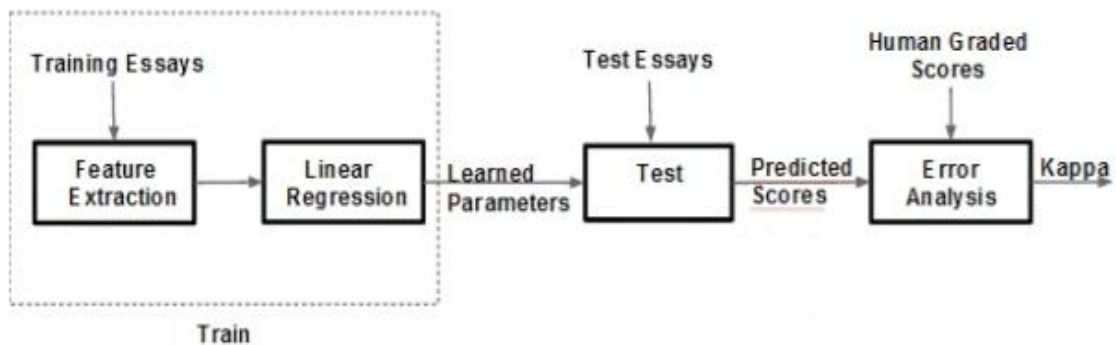 Training Essays
Feature
Extraction
Linear
Regression
Train
Learned
Parameters
Test Essays
Test
Predicted
Scores
Human Graded
Scores
Error
Analysis
Kappa